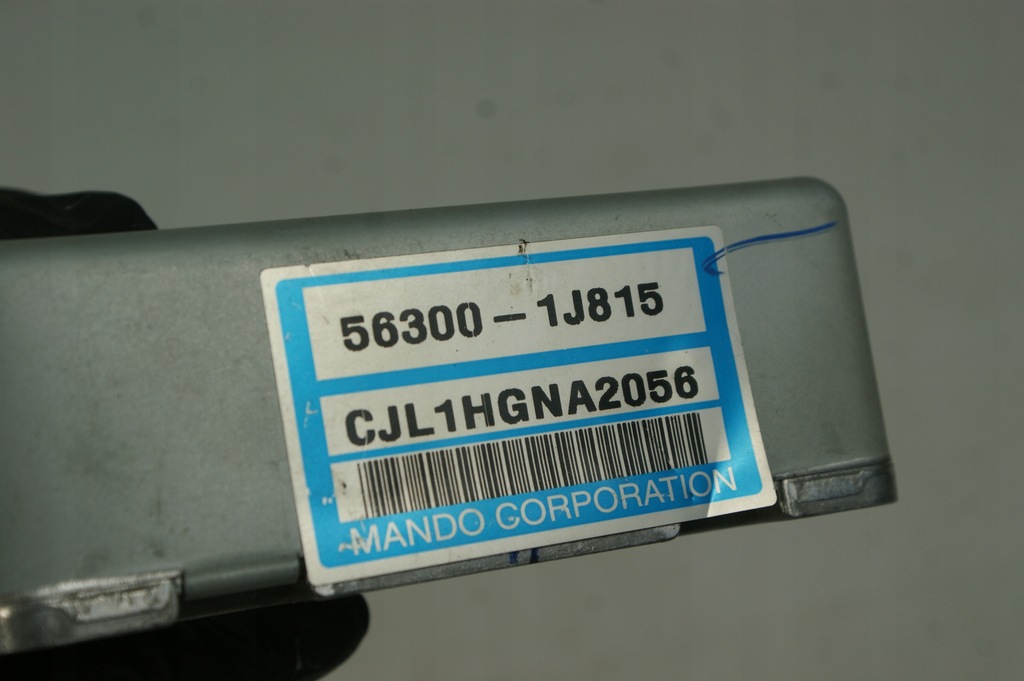 56300-1J815
CJL1HGNA2056
MANDO CORPORATION